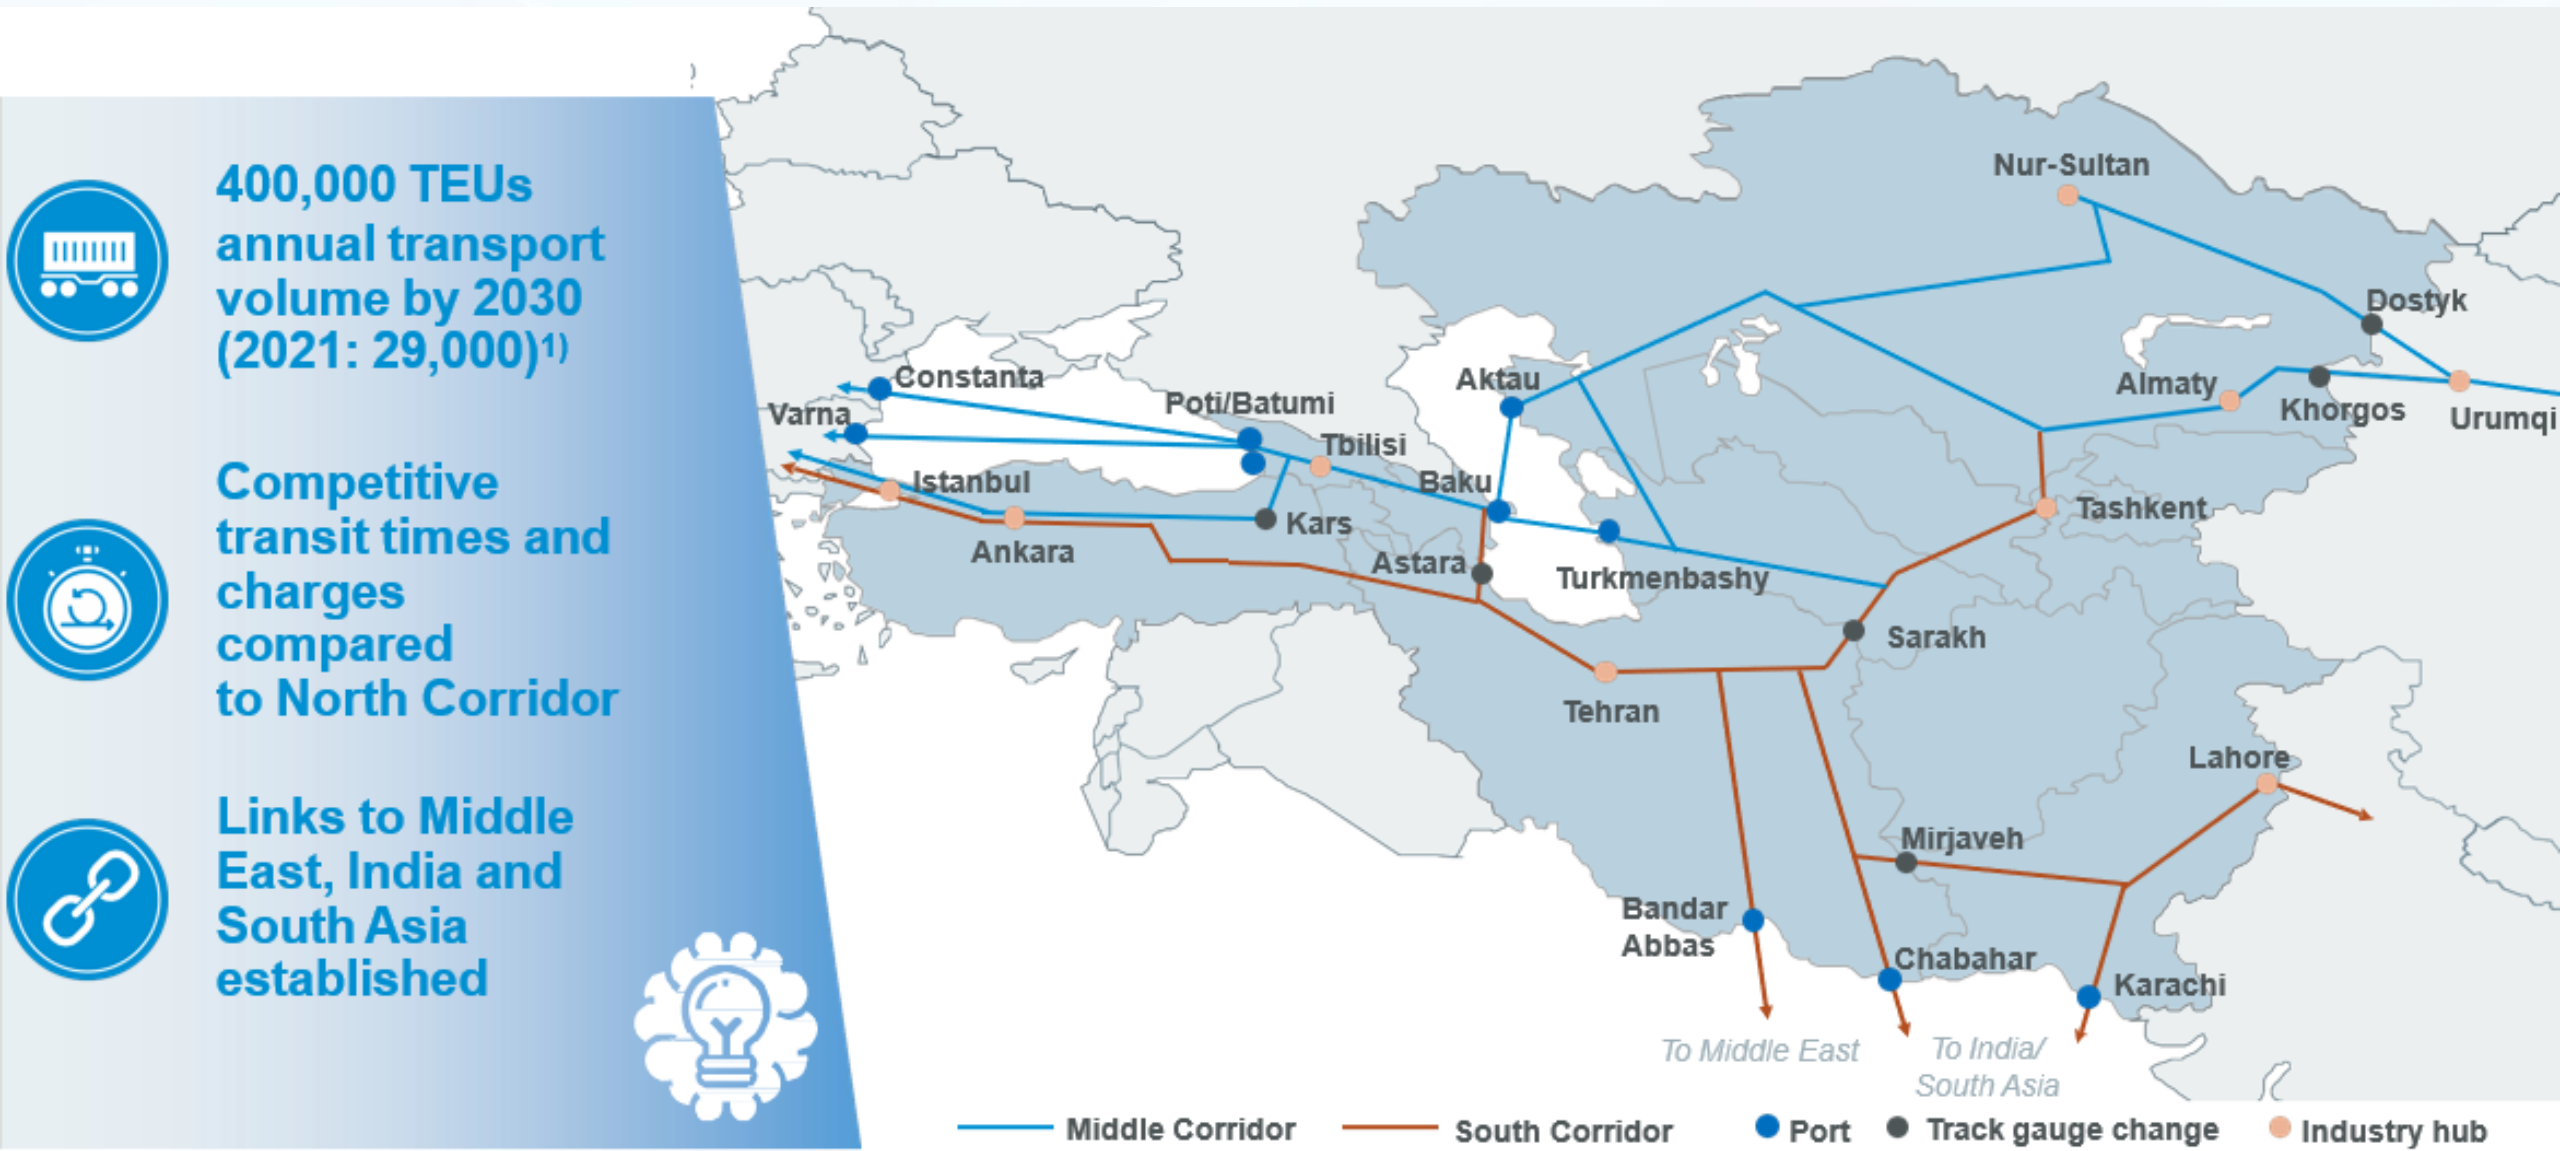 400,000 TEUs
annual transport
volume by 2030
(2021: 29,000)¹⁾
Competitive
transit times and
charges
compared
to North Corridor
Links to Middle
East, India and
South Asia
established
Nur-Sultan
Dostyk
Constanta
Aktau
Almaty
Poti/Batumi
Khorgos
Varna
Urumqi
Tbilisi
Istanbul
Baku
Tashkent
Kars
Ankara
Astara
Turkmenbashy
Sarakh
Tehran
Lahore
Mirjaveh
Bandar
Abbas
Chabahar
Karachi
To Middle East
To India/
South Asia
Middle Corridor
South Corridor
Port
Track gauge change
Industry hub